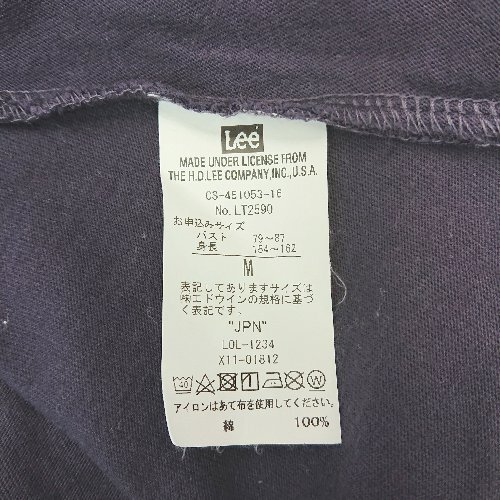 Lee
MADE UNDER LICENSE FROM
THE H.D.LEE COMPANY,INC.,U.S.A.
CS-4E1053-16
No.LT2590
お申込みサイズ
バスト 79～87
身長 154～162
M
表記してありますサイズは
㈱エドウインの規格に基づ
く表記です.
"JPN"
LOL-1234
X11-01812
40 W
アイロンはあて布を使用してください.
綿 100%